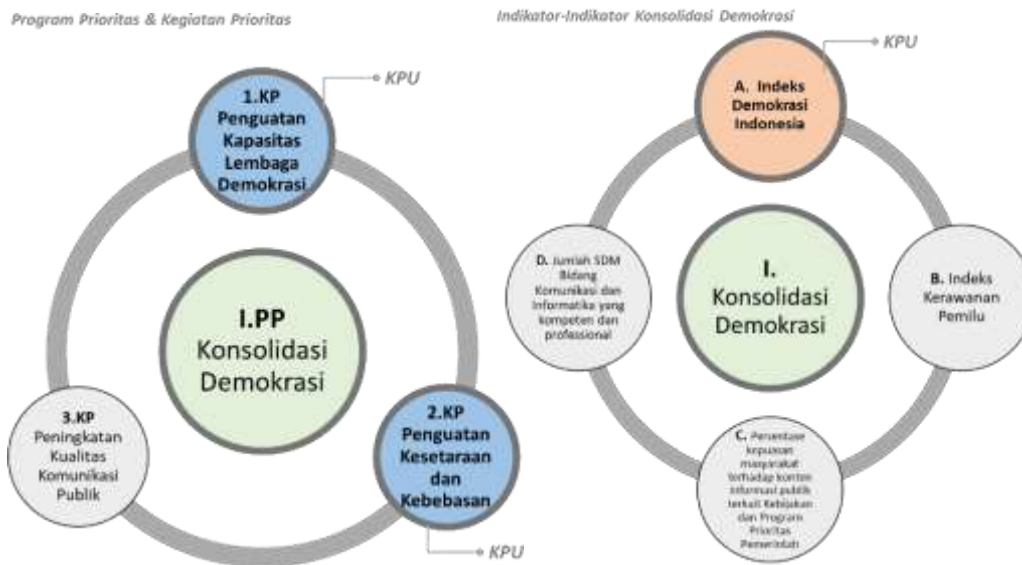 Program Prioritas & Kegiatan Prioritas
KPU
1.KP
Penguatan
Kapasitas
Lembaga
Demokrasi
I.PP
Konsolidasi
Demokrasi
3.KP
Peningkatan
Kualitas
Komunikasi
Publik
2.KP
Penguatan
Kesetaraan
dan
Kebebasan
KPU
Indikator-Indikator Konsolidasi Demokrasi
KPU
A. Indeks
Demokrasi
Indonesia
D. Jumlah SDM
Bidang
Komunikasi dan
Informatika yang
kompeten dan
professional
I.
Konsolidasi
Demokrasi
B. Indeks
Kerawanan
Pemilu
C. Persentase
kepuasan
masyarakat
terhadap konten
informasi publik
terkait Kebijakan
dan Program
Prioritas
Pemerintah